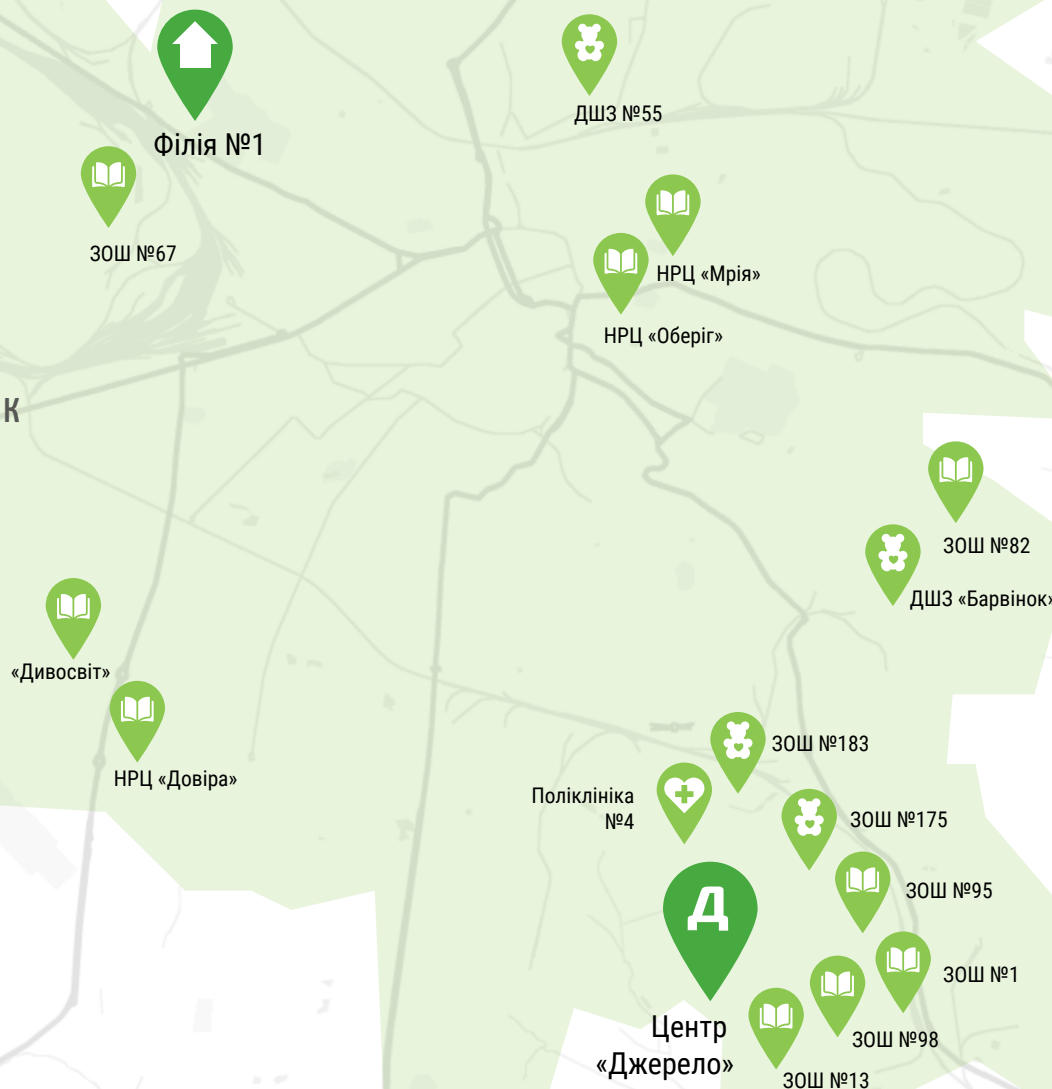 Філія №1
ДШЗ №55
ЗОШ №67
НРЦ «Мрія»
НРЦ «Оберіг»
К
ЗОШ №82
ДШЗ «Барвінок»
«Дивосвіт»
НРЦ «Довіра»
ЗОШ №183
Поліклініка
№4
ЗОШ №175
ЗОШ №95
Д
ЗОШ №1
Центр
«Джерело»
ЗОШ №98
ЗОШ №13